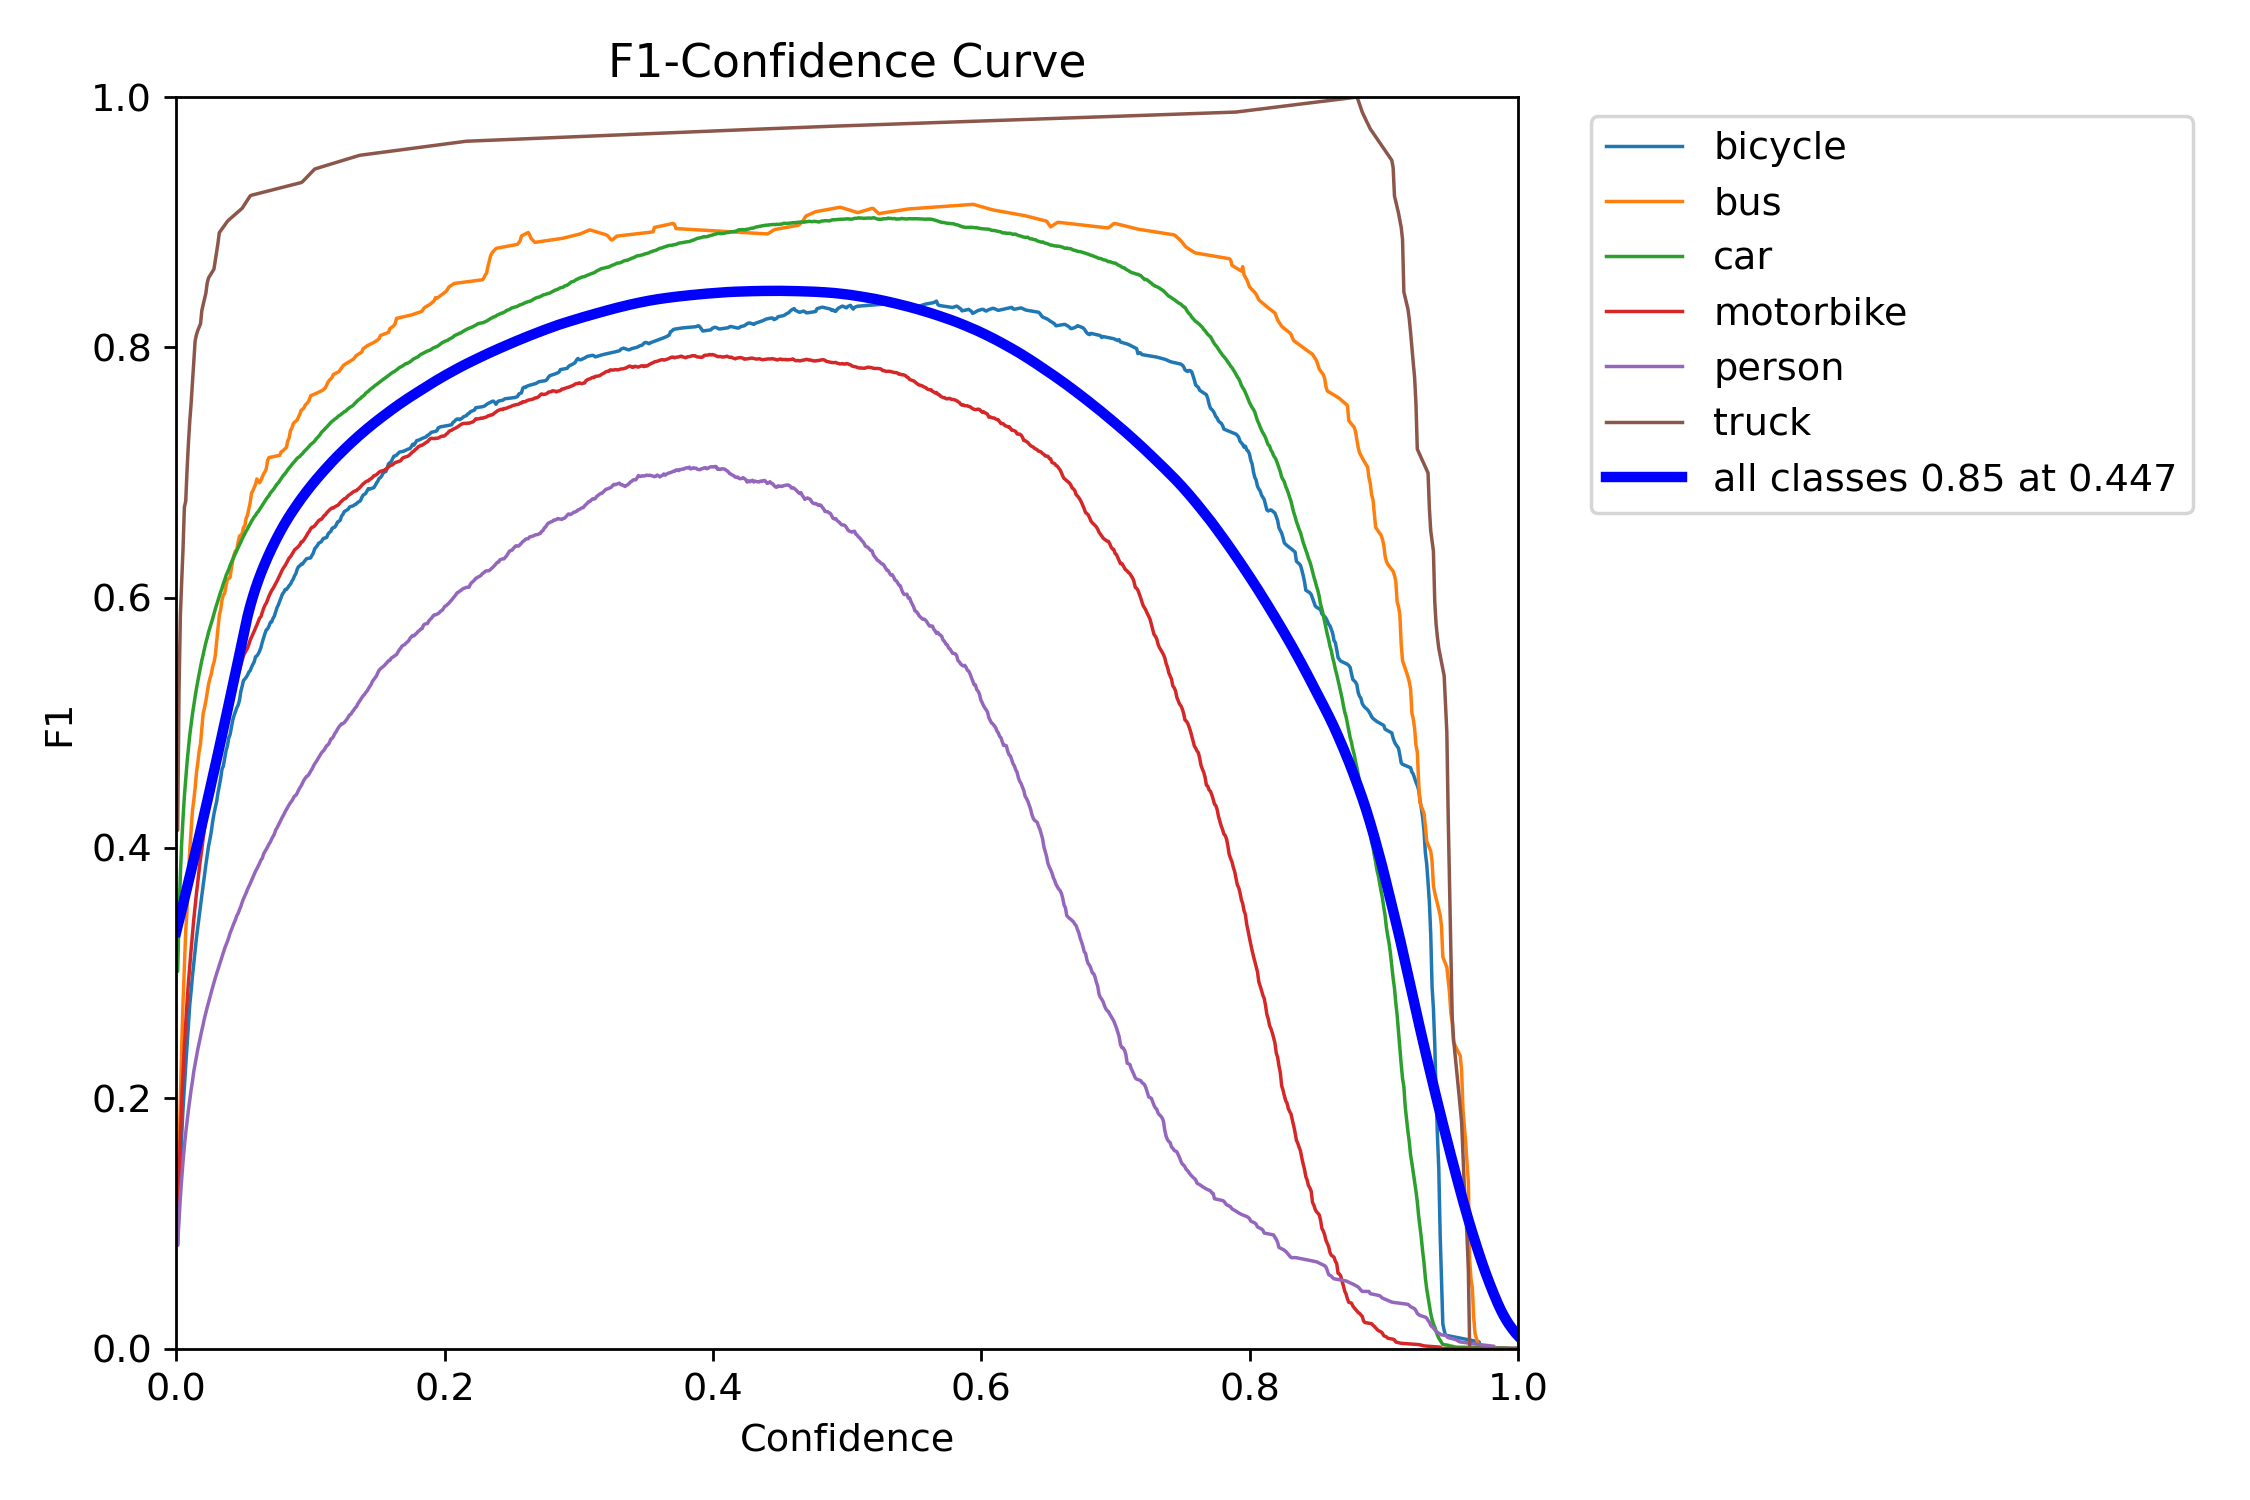 F1-Confidence Curve
1.0
0.8
0.6
0.4
0.2
0.0
F1
0.0 0.2 0.4 0.6 0.8 1.0
Confidence
bicycle
bus
car
motorbike
person
truck
all classes 0.85 at 0.447